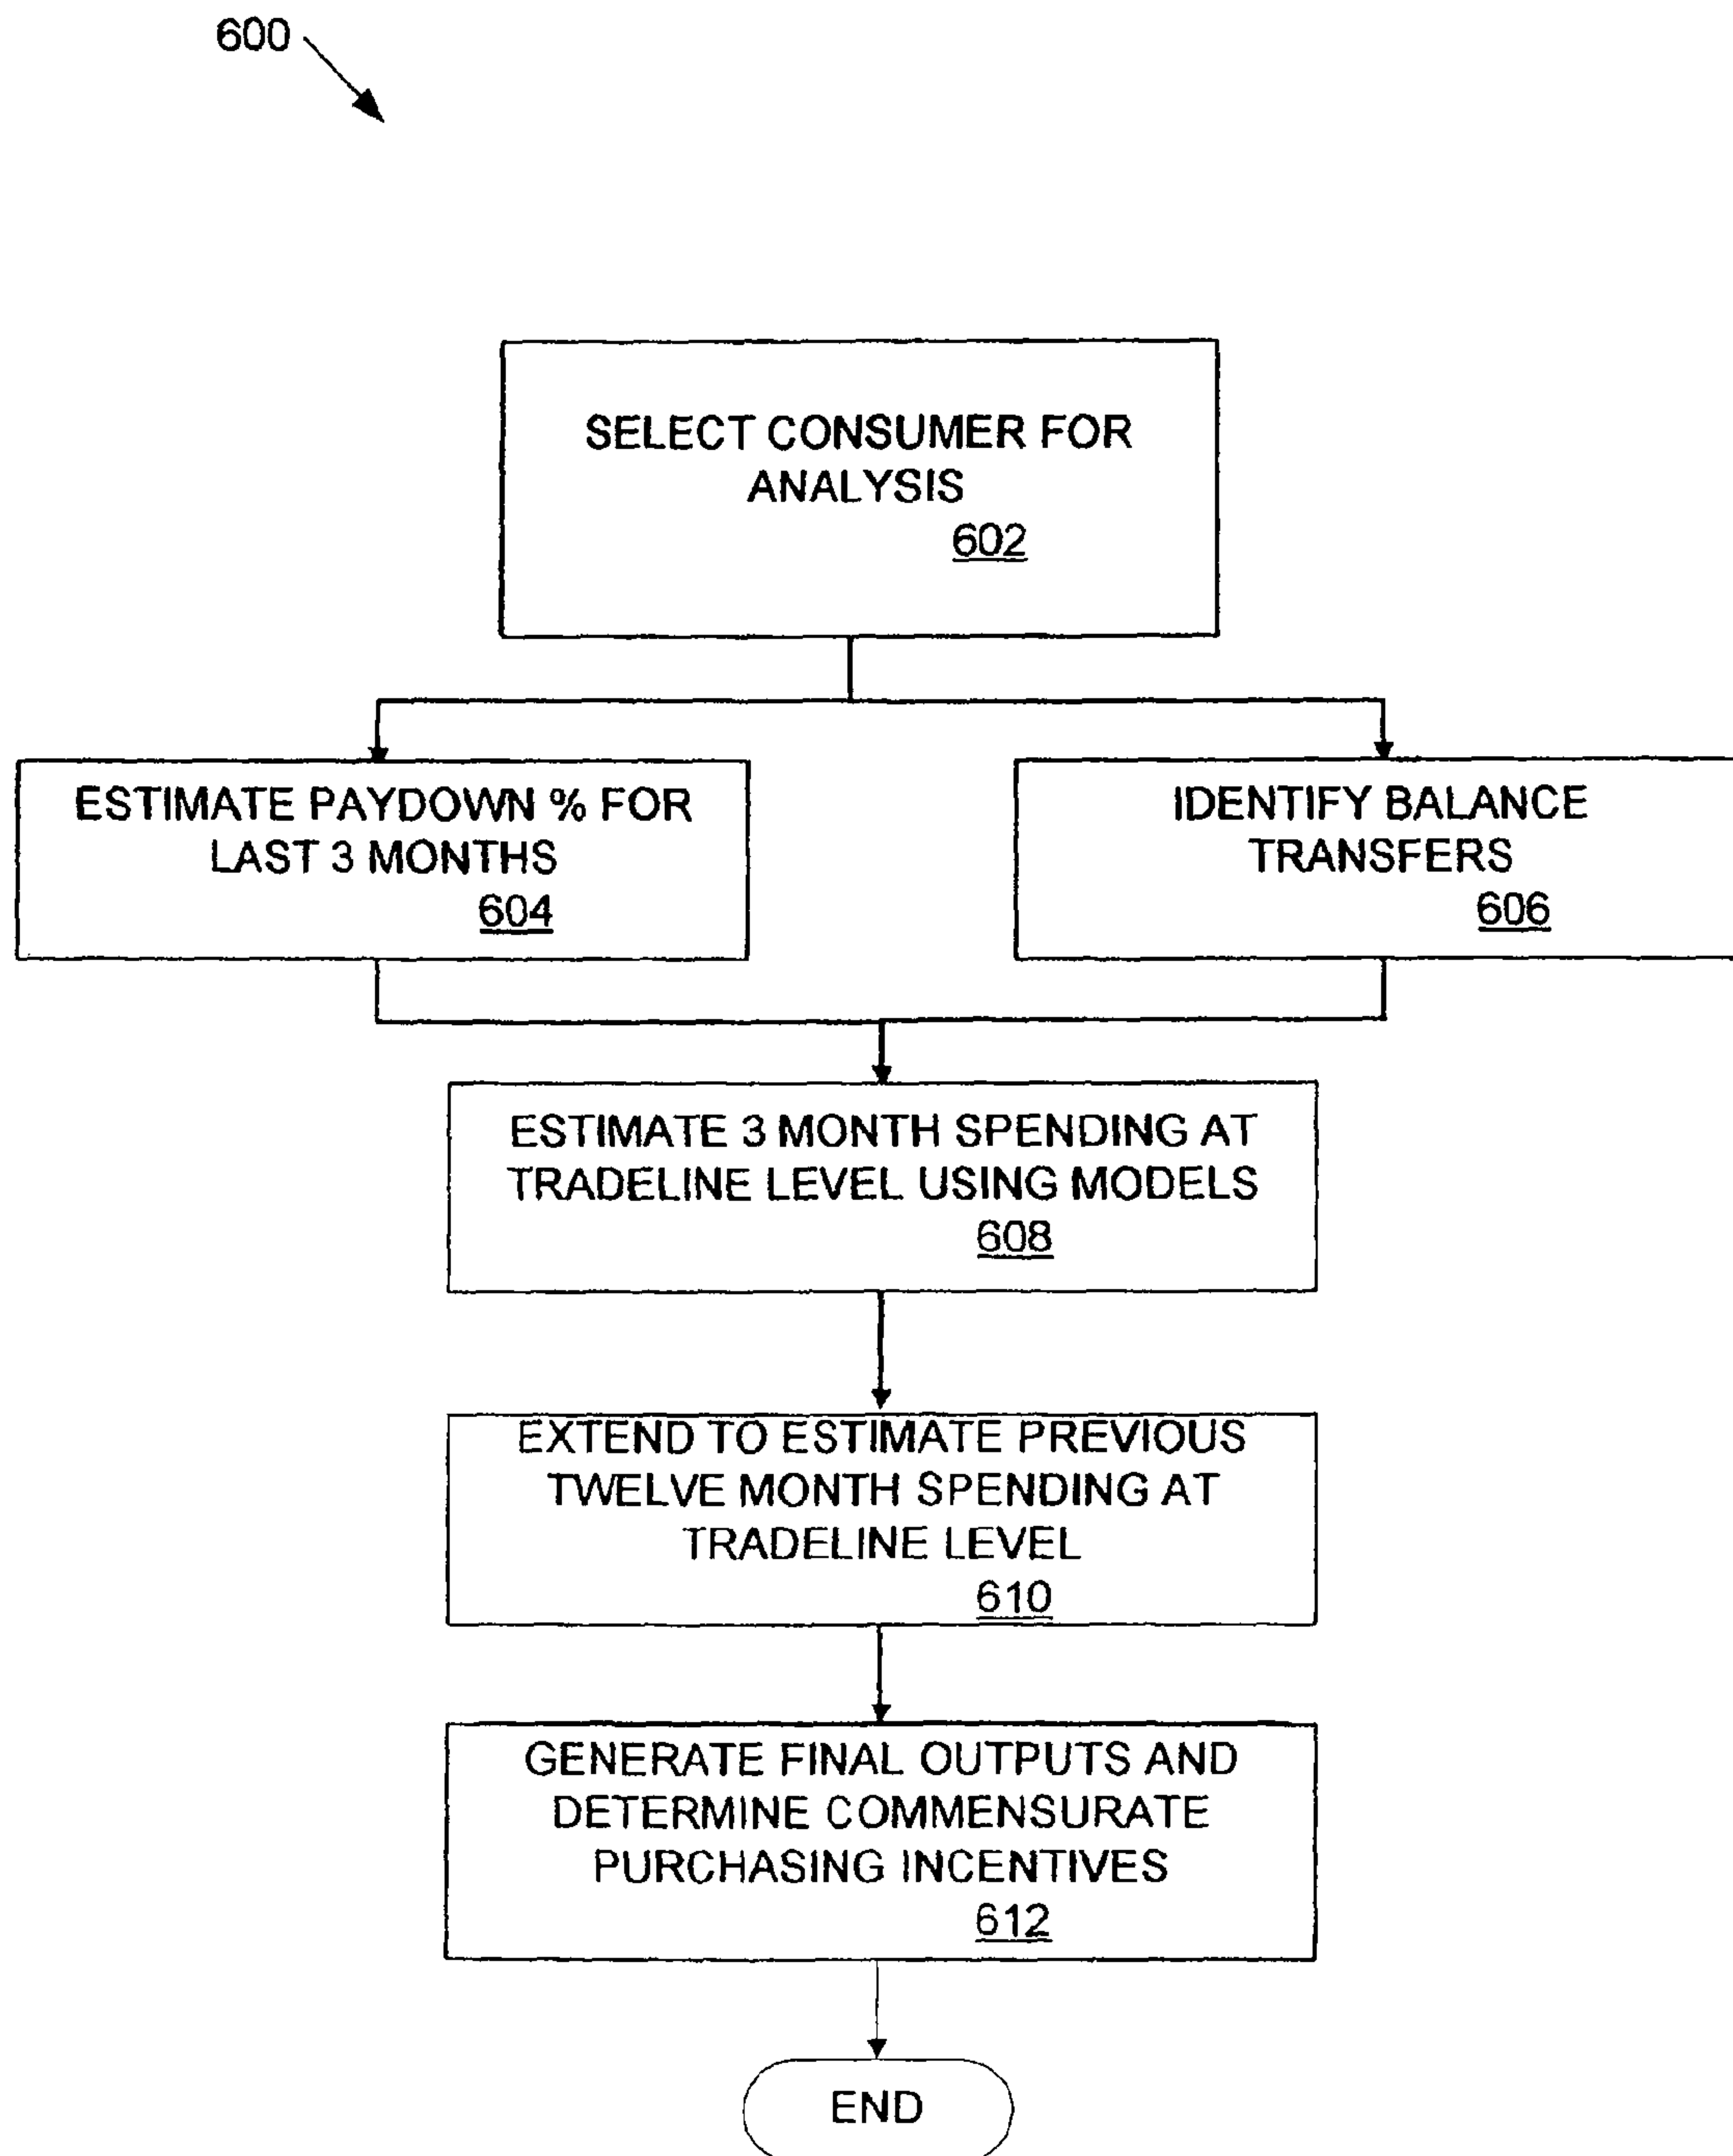 600
SELECT CONSUMER FOR
ANALYSIS
602
ESTIMATE PAYDOWN % FOR
LAST 3 MONTHS
604
IDENTIFY BALANCE
TRANSFERS
606
ESTIMATE 3 MONTH SPENDING AT
TRADELINE LEVEL USING MODELS
608
EXTEND TO ESTIMATE PREVIOUS
TWELVE MONTH SPENDING AT
TRADELINE LEVEL
610
GENERATE FINAL OUTPUTS AND
DETERMINE COMMENSURATE
PURCHASING INCENTIVES
612
END